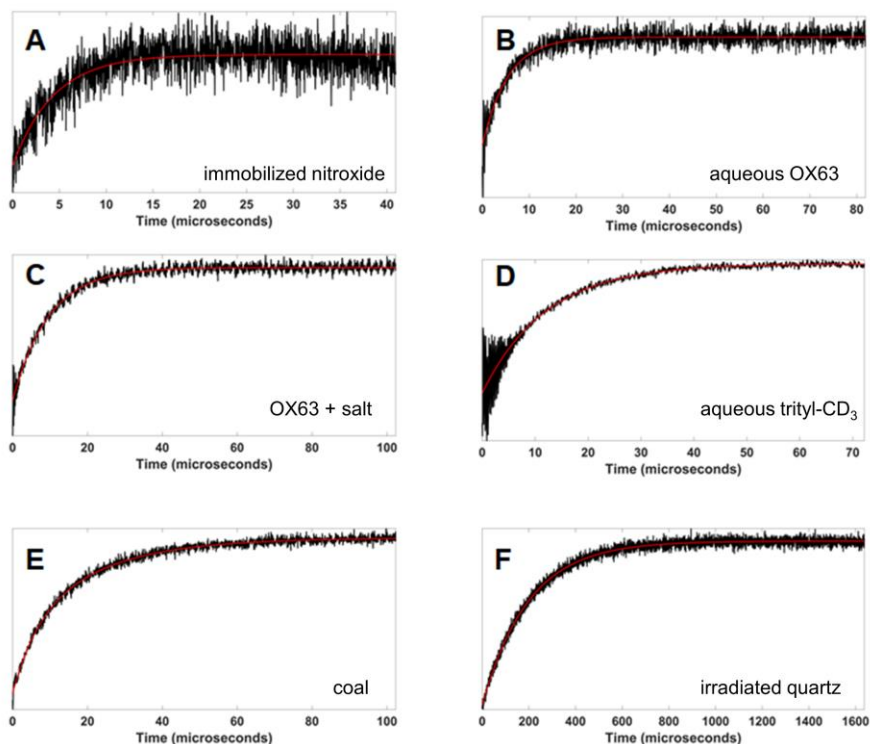 A
immobilized nitroxide
0 5 10 15 20 25 30 35 40
Time (microseconds)
B
aqueous OX63
0 10 20 30 40 50 60 70 80
Time (microseconds)
C
OX63 + salt
0 20 40 60 80 100
Time (microseconds)
D
aqueous trityl-CD₃
0 10 20 30 40 50 60 70
Time (microseconds)
E
coal
0 20 40 60 80 100
Time (microseconds)
F
irradiated quartz
0 200 400 600 800 1000 1200 1400 1600
Time (microseconds)